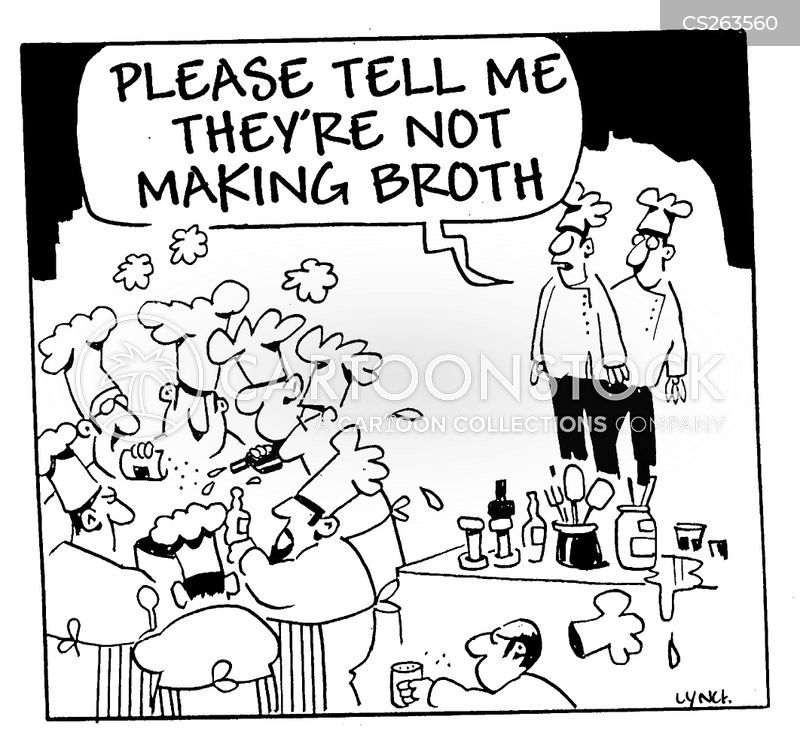 CS263560
PLEASE TELL ME
THEY'RE NOT
MAKING BROTH
CARTOONSTOCK
A CARTOON COLLECTIONS COMPANY
LYNCH.